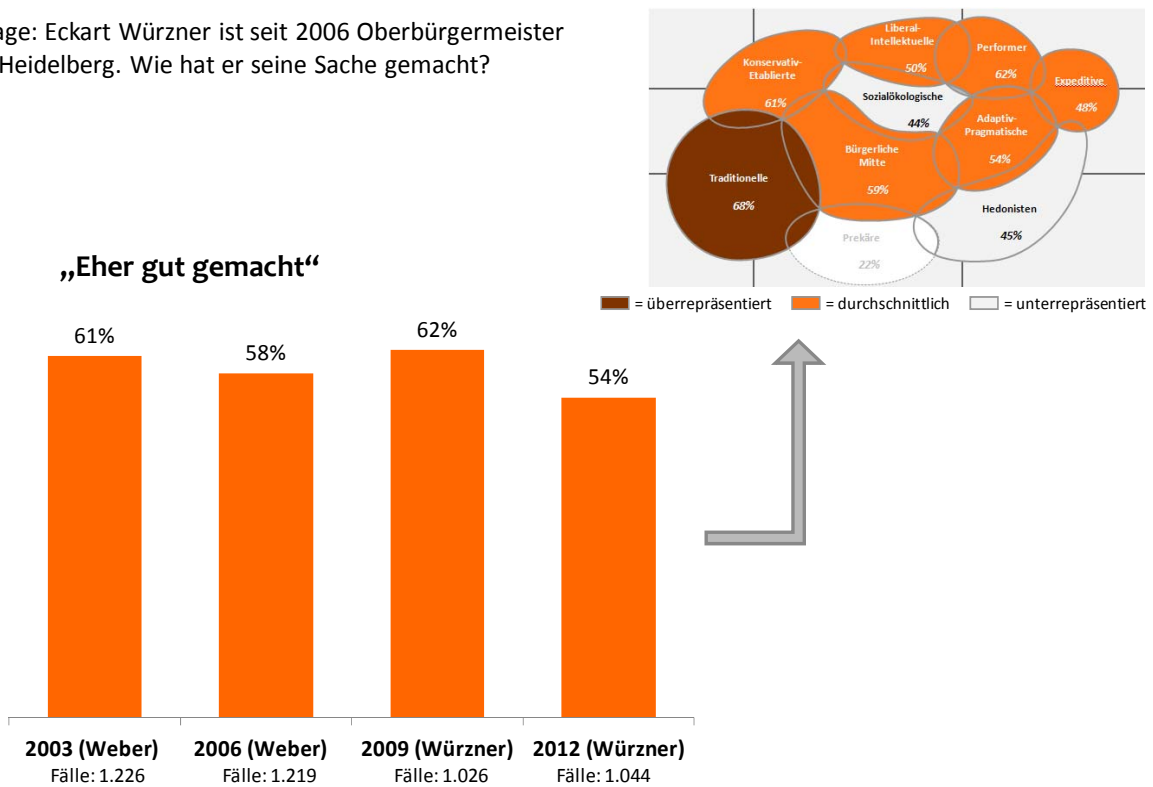 age: Eckart Würzner ist seit 2006 Oberbürgermeister
Heidelberg. Wie hat er seine Sache gemacht?
Liberal-
Intellektuelle
50%
Performer
62%
Konservativ-
Etablierte
61%
Expeditive
48%
Sozialökologische
44%
Adaptiv-
Pragmatische
54%
Bürgerliche
Mitte
59%
Traditionelle
68%
Hedonisten
45%
Prekäre
22%
= überrepräsentiert = durchschnittlich = unterrepräsentiert
„Eher gut gemacht“
61%
58%
62%
54%
2003 (Weber) 2006 (Weber) 2009 (Würzner) 2012 (Würzner)
Fälle: 1.226 Fälle: 1.219 Fälle: 1.026 Fälle: 1.044